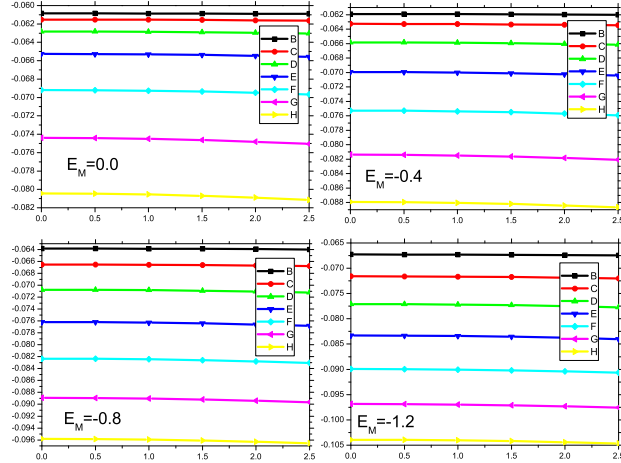 -0.060
-0.062
-0.064
-0.066
-0.068
-0.070
-0.072
-0.074
-0.076
-0.078
-0.080
-0.082
0.0 0.5 1.0 1.5 2.0 2.5
B
C
D
E
F
G
H
E_M=0.0
-0.062
-0.064
-0.066
-0.068
-0.070
-0.072
-0.074
-0.076
-0.078
-0.080
-0.082
-0.084
-0.086
-0.088
0.0 0.5 1.0 1.5 2.0 2.5
B
C
D
E
F
G
H
E_M=-0.4
-0.064
-0.066
-0.068
-0.070
-0.072
-0.074
-0.076
-0.078
-0.080
-0.082
-0.084
-0.086
-0.088
-0.090
-0.092
-0.094
-0.096
0.0 0.5 1.0 1.5 2.0 2.5
B
C
D
E
F
G
H
E_M=-0.8
-0.065
-0.070
-0.075
-0.080
-0.085
-0.090
-0.095
-0.100
-0.105
0.0 0.5 1.0 1.5 2.0 2.5
B
C
D
E
F
G
H
E_M=-1.2